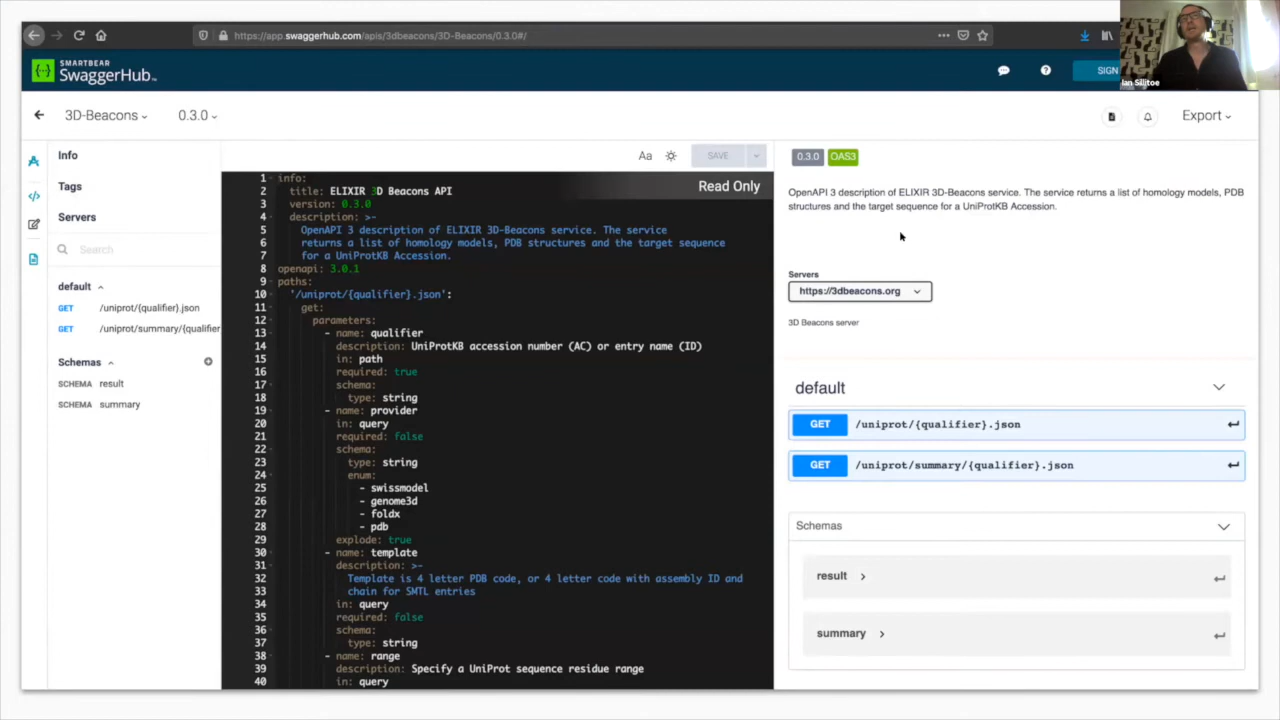 https://app.swaggerhub.com/apis/3dbeacons/3D-Beacons/0.3.0#/
Ian Sillitoe
SMARTBEAR
SwaggerHub™
SIGN
3D-Beacons
0.3.0
Export
Info
Tags
Servers
Search
default
GET /uniprot/{qualifier}.json
GET /uniprot/summary/{qualifier
Schemas
SCHEMA result
SCHEMA summary
Aa
SAVE
Read Only
1 info:
2 title: ELIXIR 3D Beacons API
3 version: 0.3.0
4 description: >-
5 OpenAPI 3 description of ELIXIR 3D-Beacons service. The service
6 returns a list of homology models, PDB structures and the target sequence
7 for a UniProtKB Accession.
8 openapi: 3.0.1
9 paths:
10 '/uniprot/{qualifier}.json':
11 get:
12 parameters:
13 - name: qualifier
14 description: UniProtKB accession number (AC) or entry name (ID)
15 in: path
16 required: true
17 schema:
18 type: string
19 - name: provider
20 in: query
21 required: false
22 schema:
23 type: string
24 enum:
25 - swissmodel
26 - genome3d
27 - foldx
28 - pdb
29 explode: true
30 - name: template
31 description: >-
32 Template is 4 letter PDB code, or 4 letter code with assembly ID and
33 chain for SMTL entries
34 in: query
35 required: false
36 schema:
37 type: string
38 - name: range
39 description: Specify a UniProt sequence residue range
40 in: query
0.3.0 OAS3
OpenAPI 3 description of ELIXIR 3D-Beacons service. The service returns a list of homology models, PDB
structures and the target sequence for a UniProtKB Accession.
Servers
https://3dbeacons.org
3D Beacons server
default
GET /uniprot/{qualifier}.json
GET /uniprot/summary/{qualifier}.json
Schemas
result
summary